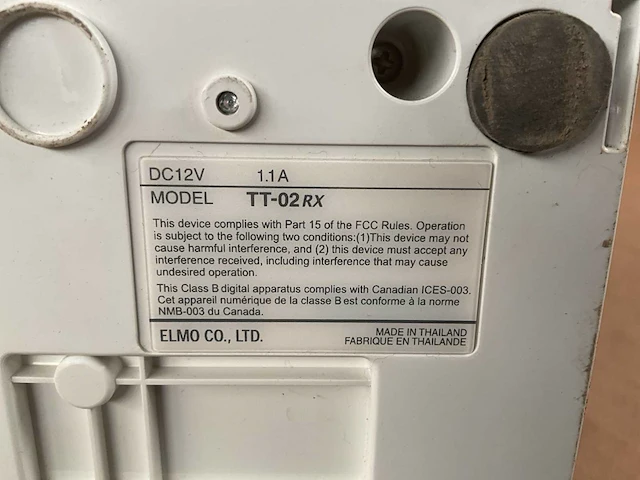 DC12V 1.1A
MODEL TT-02RX
This device complies with Part 15 of the FCC Rules. Operation
is subject to the following two conditions:(1)This device may not
cause harmful interference, and (2) this device must accept any
interference received, including interference that may cause
undesired operation.
This Class B digital apparatus complies with Canadian ICES-003.
Cet appareil numérique de la classe B est conforme à la norme
NMB-003 du Canada.
ELMO CO., LTD.
MADE IN THAILAND
FABRIQUE EN THAILANDE